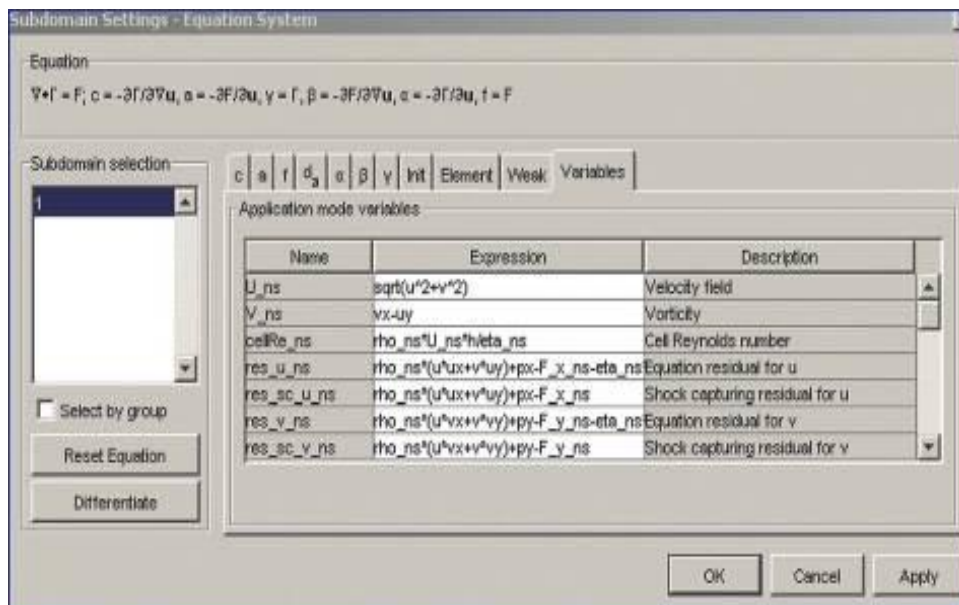 Subdomain Settings - Equation System
Equation
∇•Γ = F; c = -∂Γ/∂∇u, a = -∂F/∂u, γ = Γ, β = -∂F/∂∇u, α = -∂Γ/∂u, f = F
Subdomain selection
1
Select by group
Reset Equation
Differentiate
c a f da α β γ Init Element Weak Variables
Application mode variables
Name Expression Description
U_ns sqrt(u^2+v^2) Velocity field
V_ns vx-uy Vorticity
cellRe_ns rho_ns*U_ns*h/eta_ns Cell Reynolds number
res_u_ns rho_ns*(u*ux+v*uy)+px-F_x_ns-eta_ns Equation residual for u
res_sc_u_ns rho_ns*(u*ux+v*uy)+px-F_x_ns Shock capturing residual for u
res_v_ns rho_ns*(u*vx+v*vy)+py-F_y_ns-eta_ns Equation residual for v
res_sc_v_ns rho_ns*(u*vx+v*vy)+py-F_y_ns Shock capturing residual for v
OK Cancel Apply